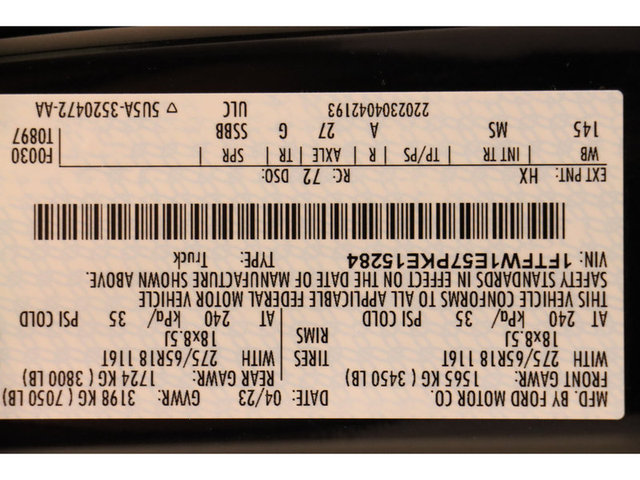 MFD. BY FORD MOTOR CO.
DATE: 04/23 GVWR: 3198 KG ( 7050 LB)
FRONT GAWR: 1565 KG ( 3450 LB) REAR GAWR: 1724 KG ( 3800 LB)
WITH 275/65R18 116T TIRES WITH 275/65R18 116T
18x8.5J RIMS 18x8.5J
AT 240 kPa/ 35 PSI COLD AT 240 kPa/ 35 PSI COLD
THIS VEHICLE CONFORMS TO ALL APPLICABLE FEDERAL MOTOR VEHICLE
SAFETY STANDARDS IN EFFECT ON THE DATE OF MANUFACTURE SHOWN ABOVE.
VIN: 1FTFW1E57PKE15284 TYPE: Truck
EXT PNT: HX RC: 72 DSO:
WB | INT TR | TP/PS | R | AXLE | TR | SPR | F0030
145 MS A 27 G SSBB T0897
220230404219​3 ULC ▽ 5USA-3520472-AA